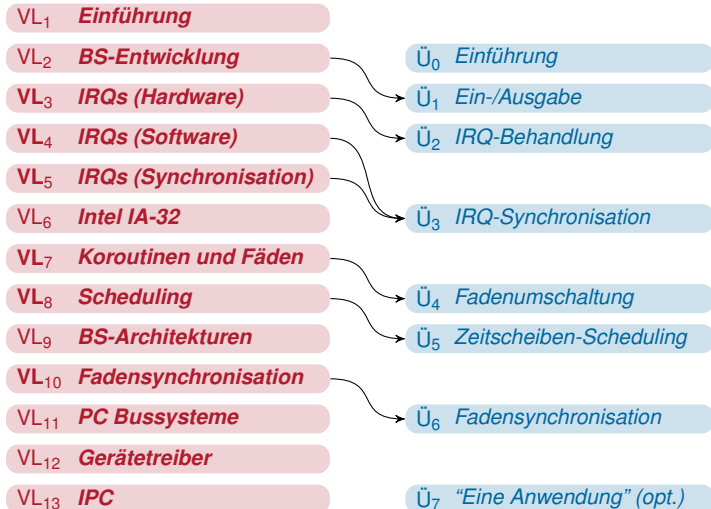 VL₁ Einführung
VL₂ BS-Entwicklung
Ü₀ Einführung
VL₃ IRQs (Hardware)
Ü₁ Ein-/Ausgabe
VL₄ IRQs (Software)
Ü₂ IRQ-Behandlung
VL₅ IRQs (Synchronisation)
VL₆ Intel IA-32
Ü₃ IRQ-Synchronisation
VL₇ Koroutinen und Fäden
VL₈ Scheduling
Ü₄ Fadenumschaltung
VL₉ BS-Architekturen
Ü₅ Zeitscheiben-Scheduling
VL₁₀ Fadensynchronisation
VL₁₁ PC Bussysteme
Ü₆ Fadensynchronisation
VL₁₂ Gerätetreiber
VL₁₃ IPC
Ü₇ “Eine Anwendung” (opt.)